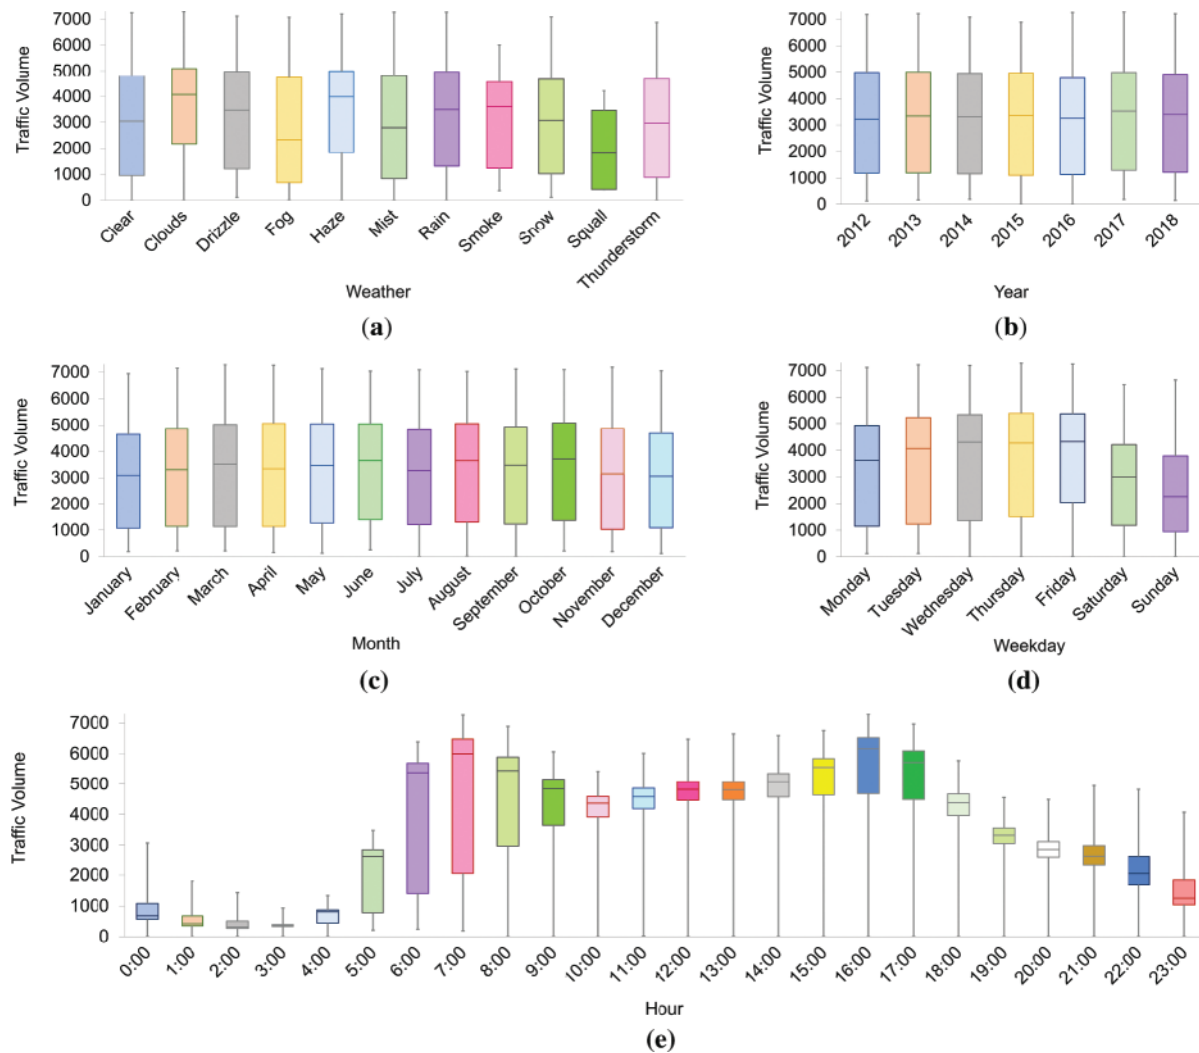 7000
6000
5000
4000
3000
2000
1000
0
Traffic Volume
Clear
Clouds
Drizzle
Fog
Haze
Mist
Rain
Smoke
Snow
Squall
Thunderstorm
Weather
(a)
7000
6000
5000
4000
3000
2000
1000
0
Traffic Volume
2012
2013
2014
2015
2016
2017
2018
Year
(b)
7000
6000
5000
4000
3000
2000
1000
0
Traffic Volume
January
February
March
April
May
June
July
August
September
October
November
December
Month
(c)
7000
6000
5000
4000
3000
2000
1000
0
Traffic Volume
Monday
Tuesday
Wednesday
Thursday
Friday
Saturday
Sunday
Weekday
(d)
7000
6000
5000
4000
3000
2000
1000
0
Traffic Volume
0:00
1:00
2:00
3:00
4:00
5:00
6:00
7:00
8:00
9:00
10:00
11:00
12:00
13:00
14:00
15:00
16:00
17:00
18:00
19:00
20:00
21:00
22:00
23:00
Hour
(e)